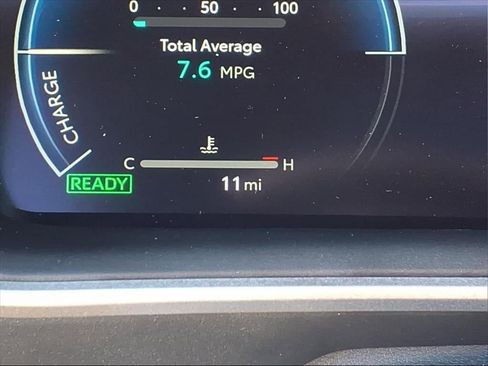 0 50 100
Total Average
7.6 MPG
CHARGE
C H
READY
11 mi